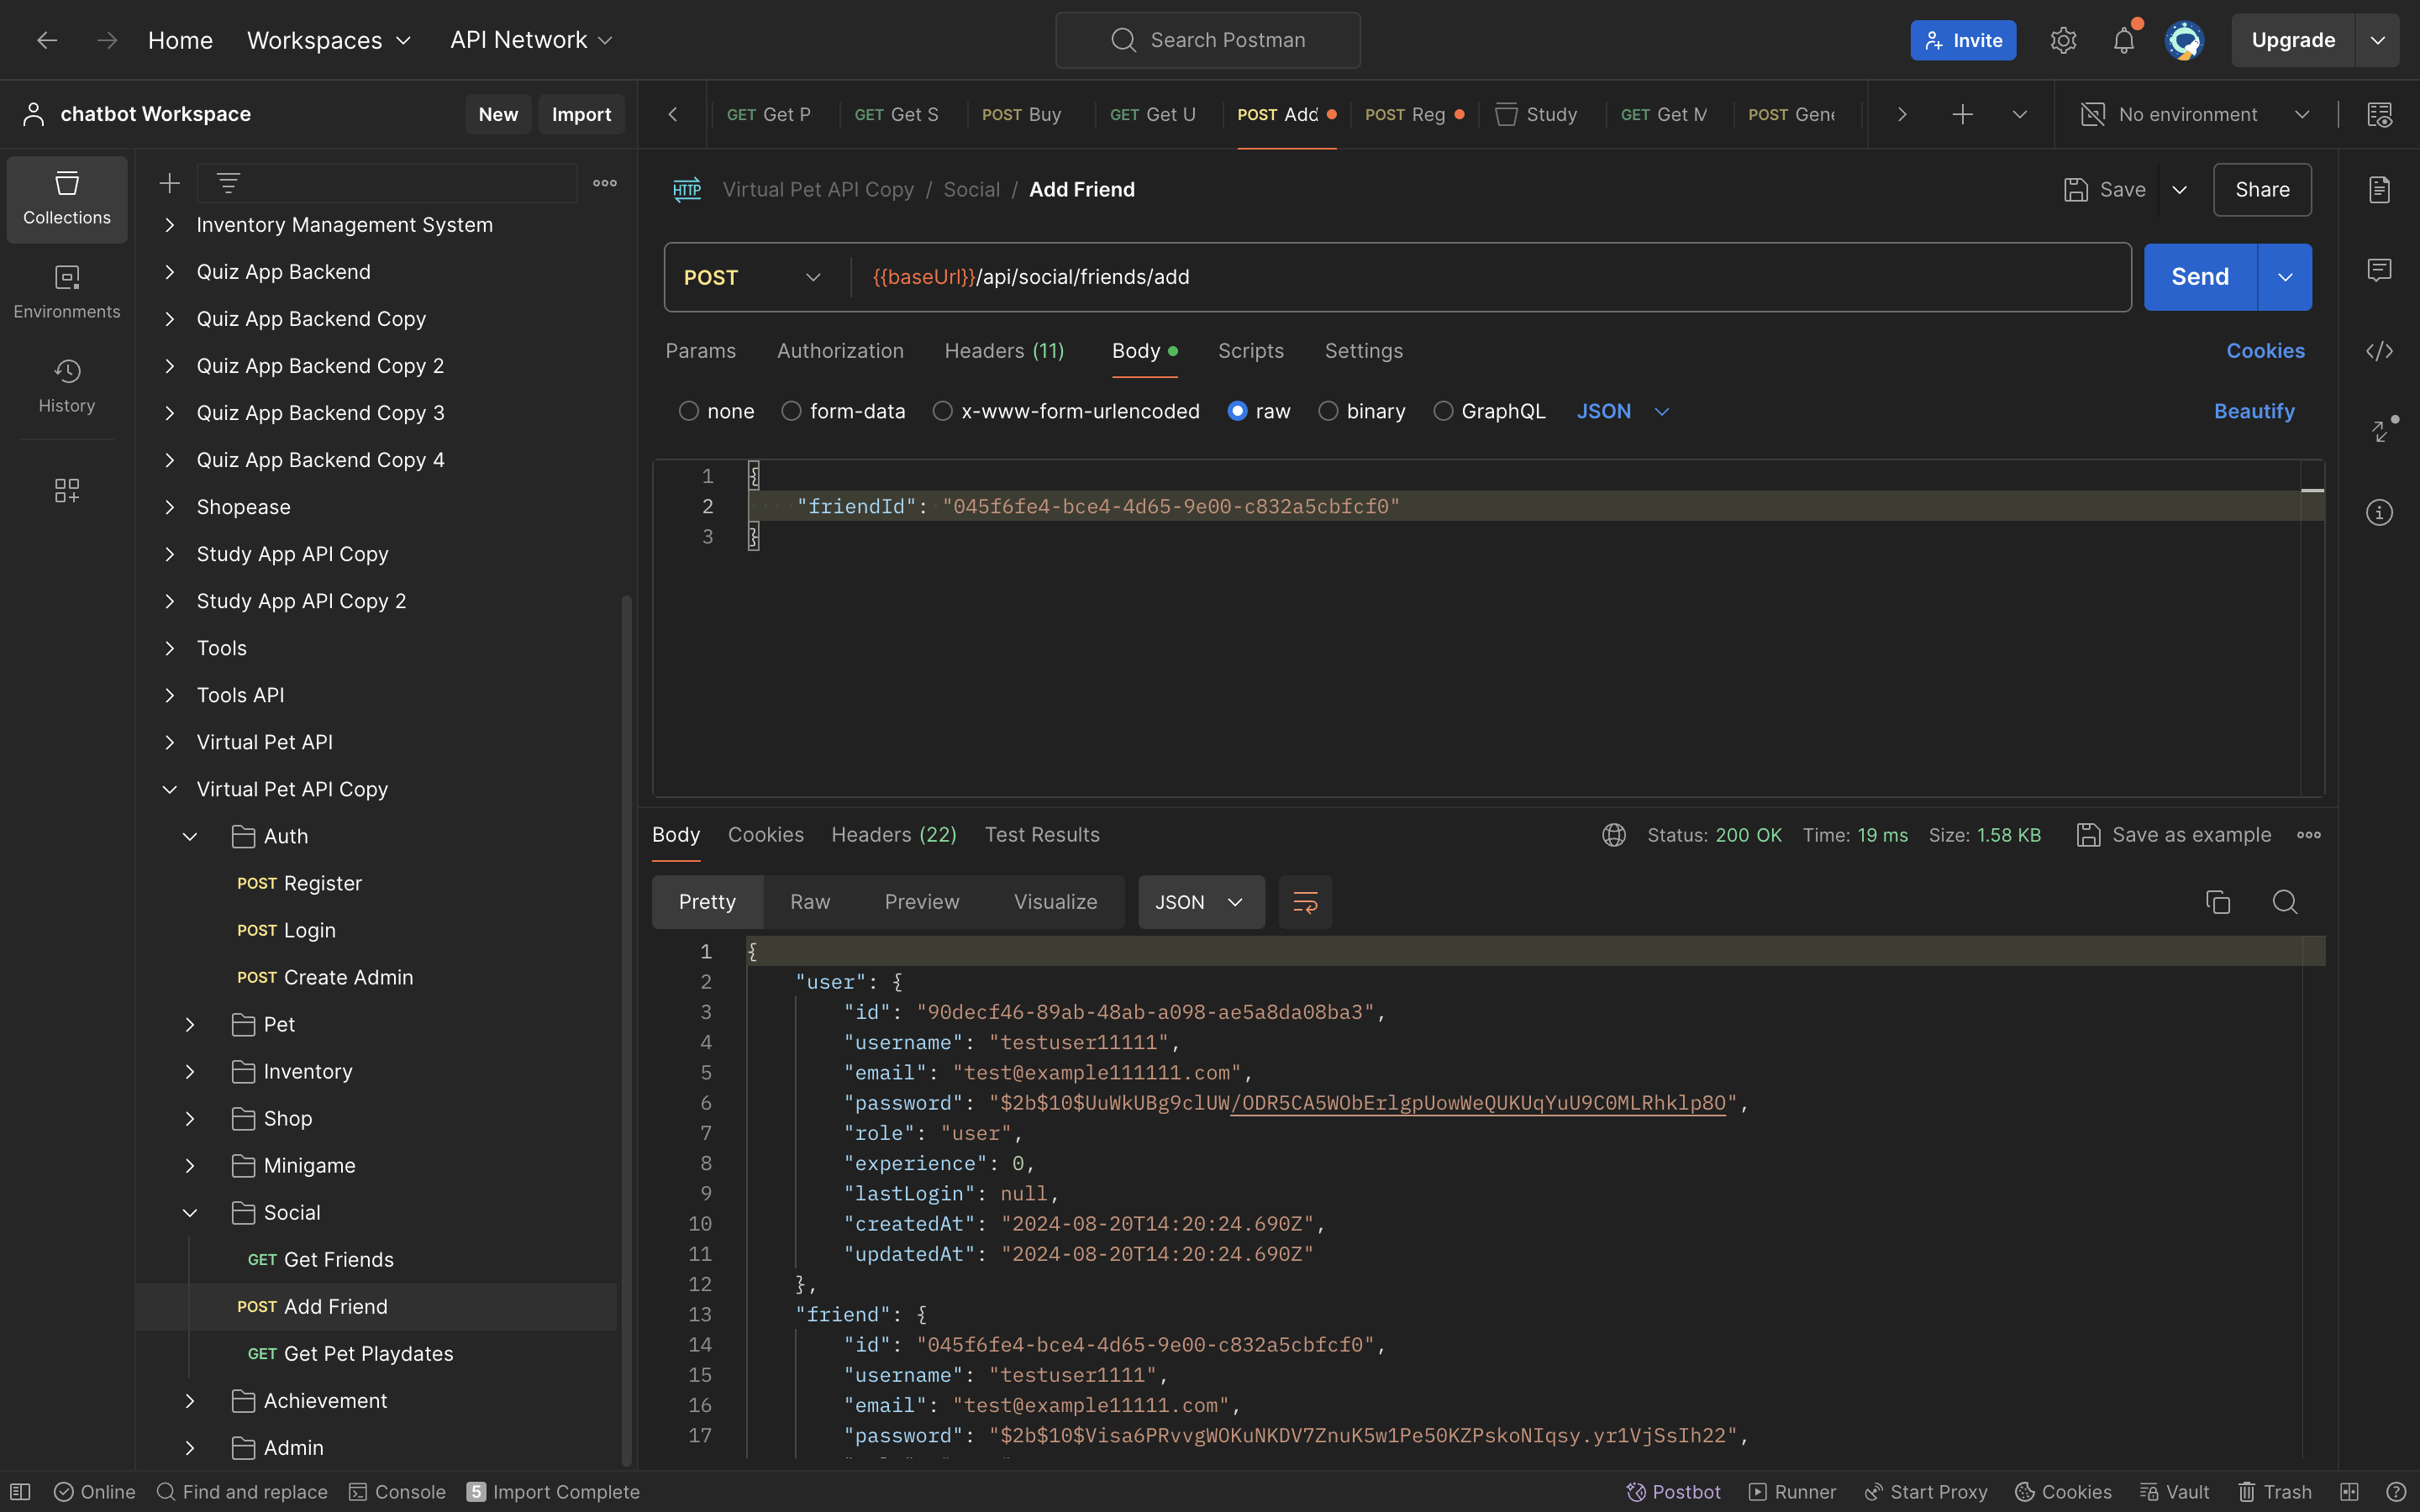 Home Workspaces API Network Search Postman Invite Upgrade
chatbot Workspace New Import
GET Get P GET Get S POST Buy GET Get U POST Add POST Reg Study GET Get M POST Gene No environment
Collections
Environments
History
Inventory Management System
Quiz App Backend
Quiz App Backend Copy
Quiz App Backend Copy 2
Quiz App Backend Copy 3
Quiz App Backend Copy 4
Shopease
Study App API Copy
Study App API Copy 2
Tools
Tools API
Virtual Pet API
Virtual Pet API Copy
Auth
POST Register
POST Login
POST Create Admin
Pet
Inventory
Shop
Minigame
Social
GET Get Friends
POST Add Friend
GET Get Pet Playdates
Achievement
Admin
HTTP Virtual Pet API Copy / Social / Add Friend Save Share
POST {{baseUrl}}/api/social/friends/add Send
Params Authorization Headers (11) Body Scripts Settings Cookies
none form-data x-www-form-urlencoded raw binary GraphQL JSON Beautify
1 {
2 "friendId": "045f6fe4-bce4-4d65-9e00-c832a5cbfcf0"
3 }
Body Cookies Headers (22) Test Results Status: 200 OK Time: 19 ms Size: 1.58 KB Save as example
Pretty Raw Preview Visualize JSON
1 {
2 "user": {
3 "id": "90decf46-89ab-48ab-a098-ae5a8da08ba3",
4 "username": "testuser11111",
5 "email": "test@example111111.com",
6 "password": "$2b$10$UuWkUBg9clUW/ODR5CA5WObErlgpUowWeQUKUqYuU9C0MLRhklp8O",
7 "role": "user",
8 "experience": 0,
9 "lastLogin": null,
10 "createdAt": "2024-08-20T14:20:24.690Z",
11 "updatedAt": "2024-08-20T14:20:24.690Z"
12 },
13 "friend": {
14 "id": "045f6fe4-bce4-4d65-9e00-c832a5cbfcf0",
15 "username": "testuser1111",
16 "email": "test@example11111.com",
17 "password": "$2b$10$Visa6PRvvgWOKuNKDV7ZnuK5w1Pe50KZPskoNIqsy.yr1VjSsIh22",
Online Find and replace Console 5 Import Complete Postbot Runner Start Proxy Cookies Vault Trash